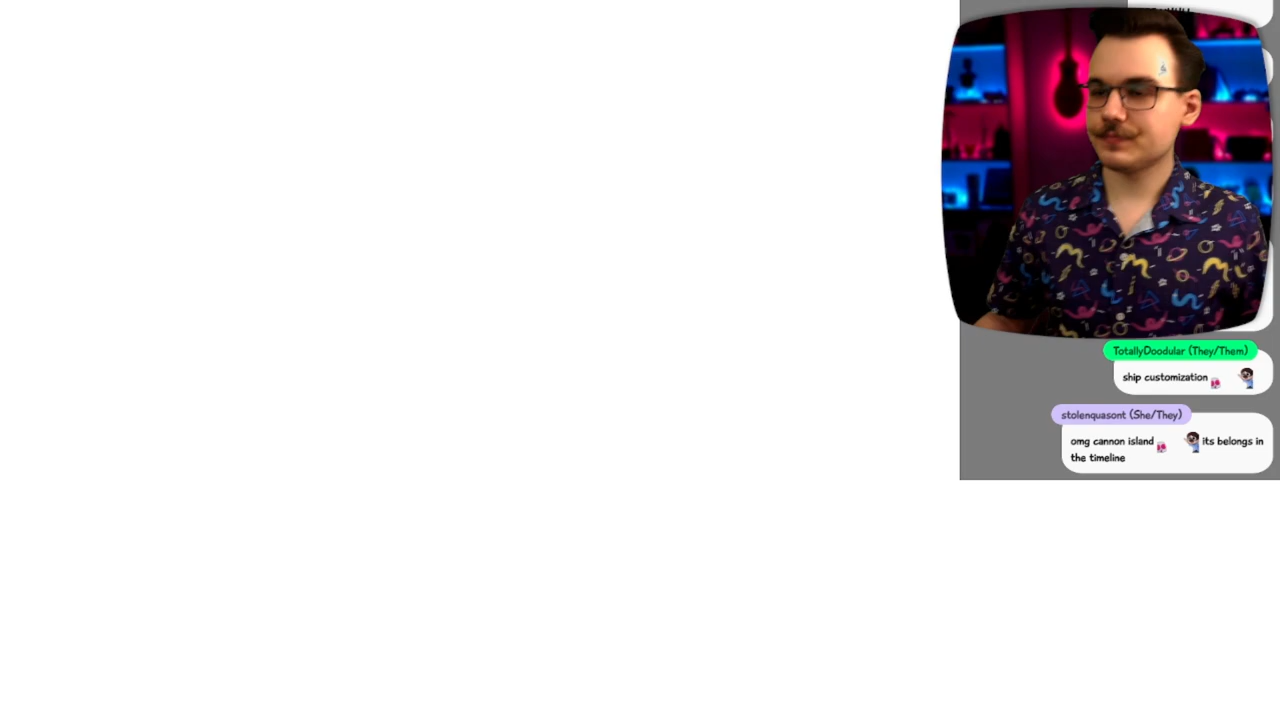 TotallyDoodular (They/Them)
ship customization
stolenquasont (She/They)
omg cannon island its belongs in
the timeline